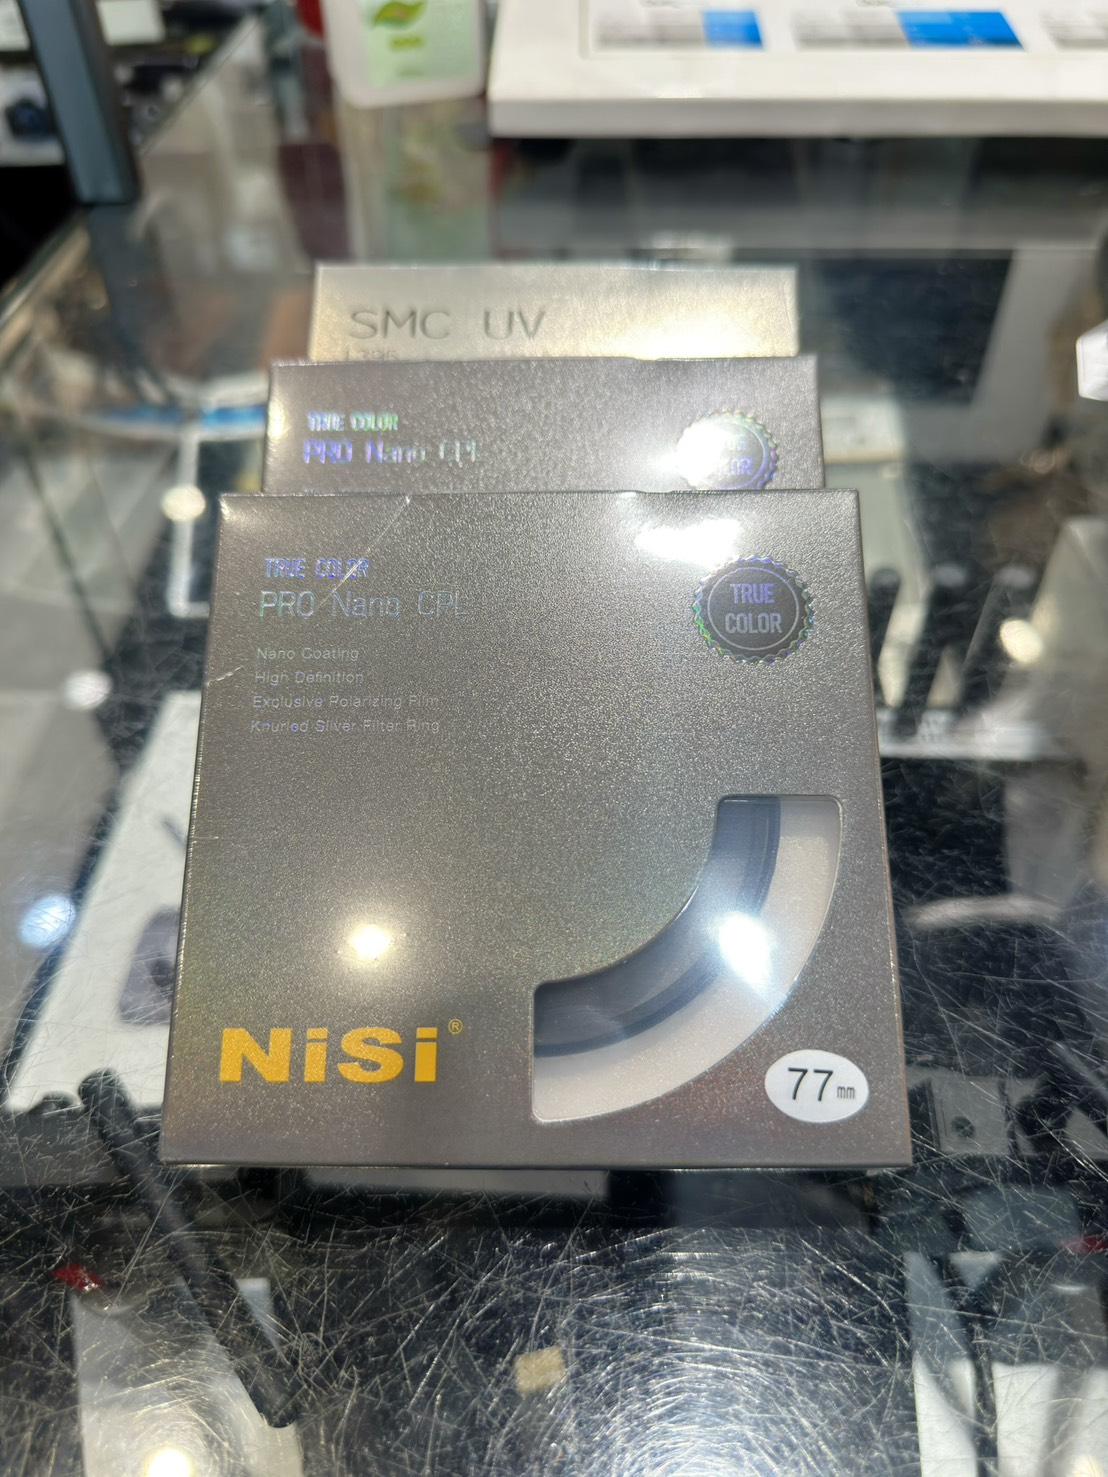 SMC UV
TRUE COLOR
PRO Nano CPL
TRUE COLOR
TRUE COLOR
PRO Nano CPL
Nano Coating
High Definition
Exclusive Polarizing Film
Knurled Sliver Filter Ring
TRUE
COLOR
NiSi®
77mm